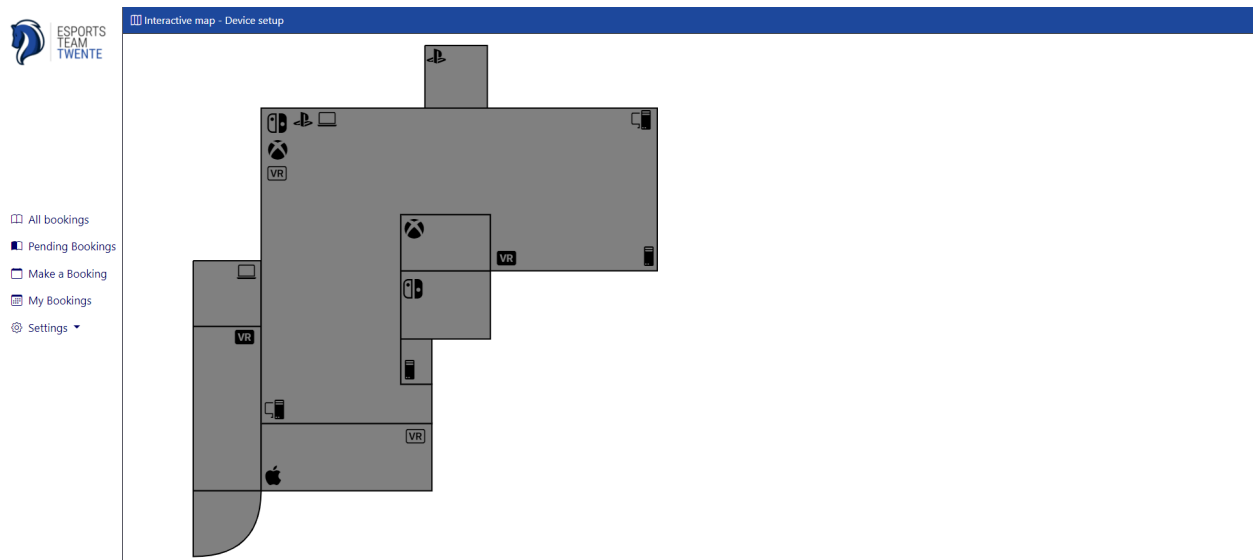 ESPORTS
TEAM
TWENTE
Interactive map - Device setup
All bookings
Pending Bookings
Make a Booking
My Bookings
Settings
VR
VR
VR
VR